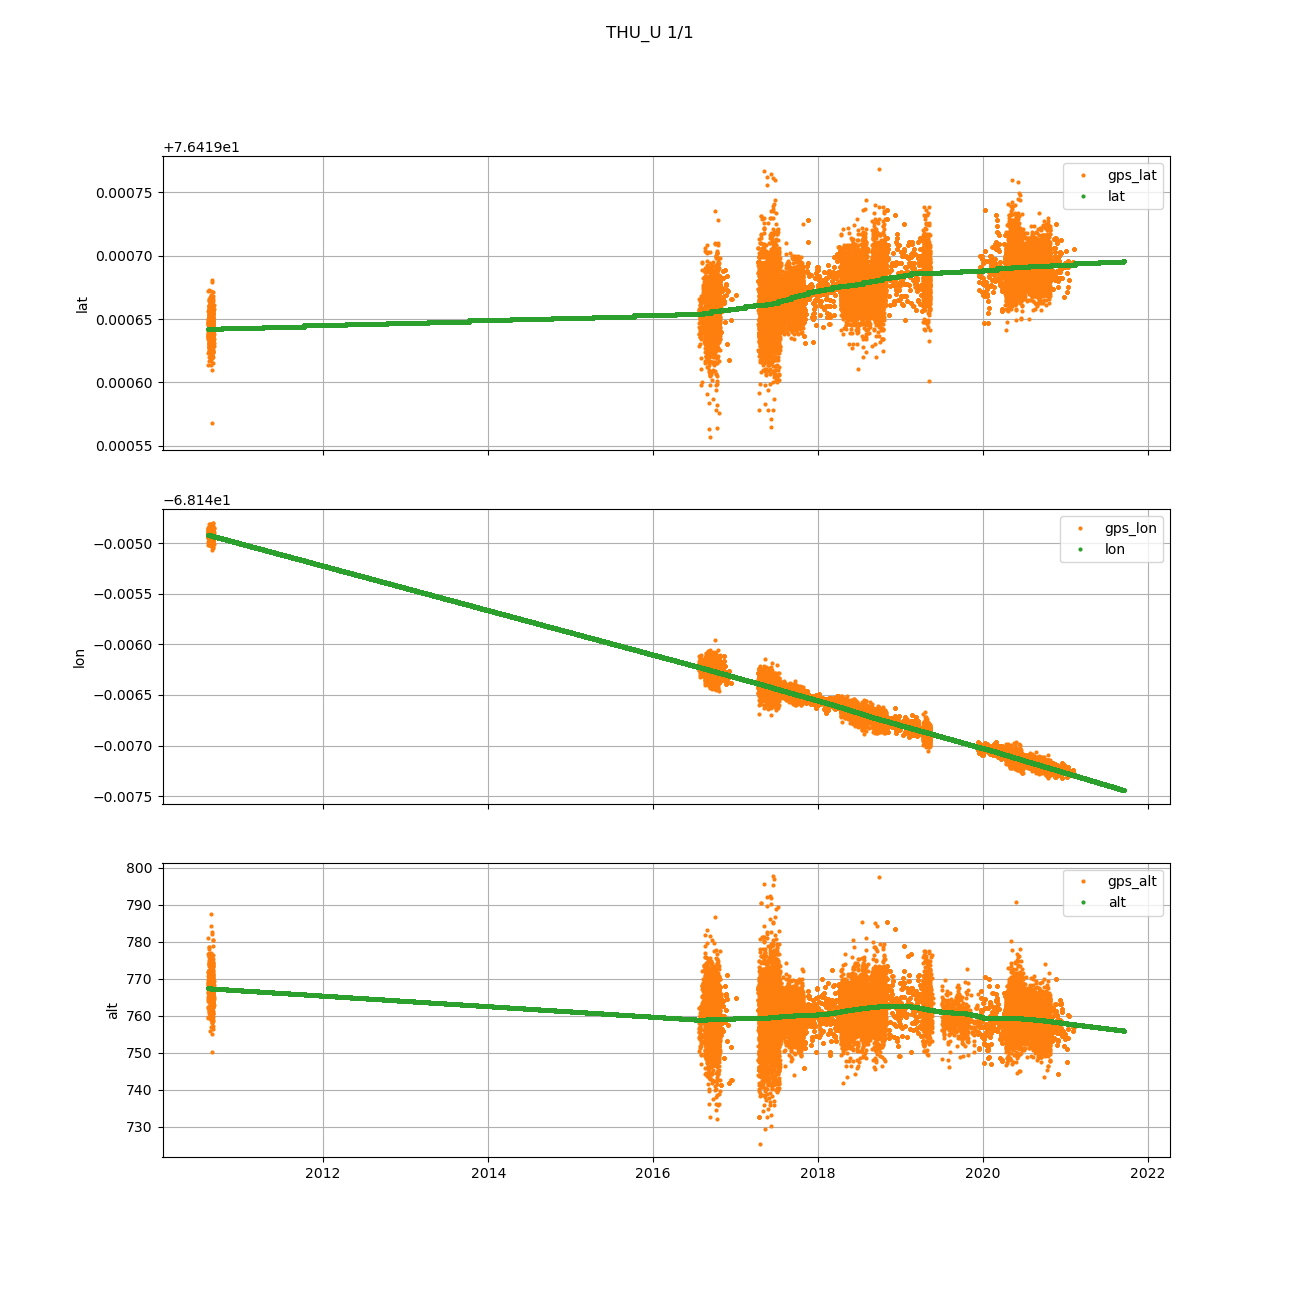 THU_U 1/1
+7.6419e1
0.00075
0.00070
0.00065
0.00060
0.00055
lat
gps_lat
lat
−6.814e1
−0.0050
−0.0055
−0.0060
−0.0065
−0.0070
−0.0075
lon
gps_lon
lon
800
790
780
770
760
750
740
730
alt
gps_alt
alt
2012 2014 2016 2018 2020 2022